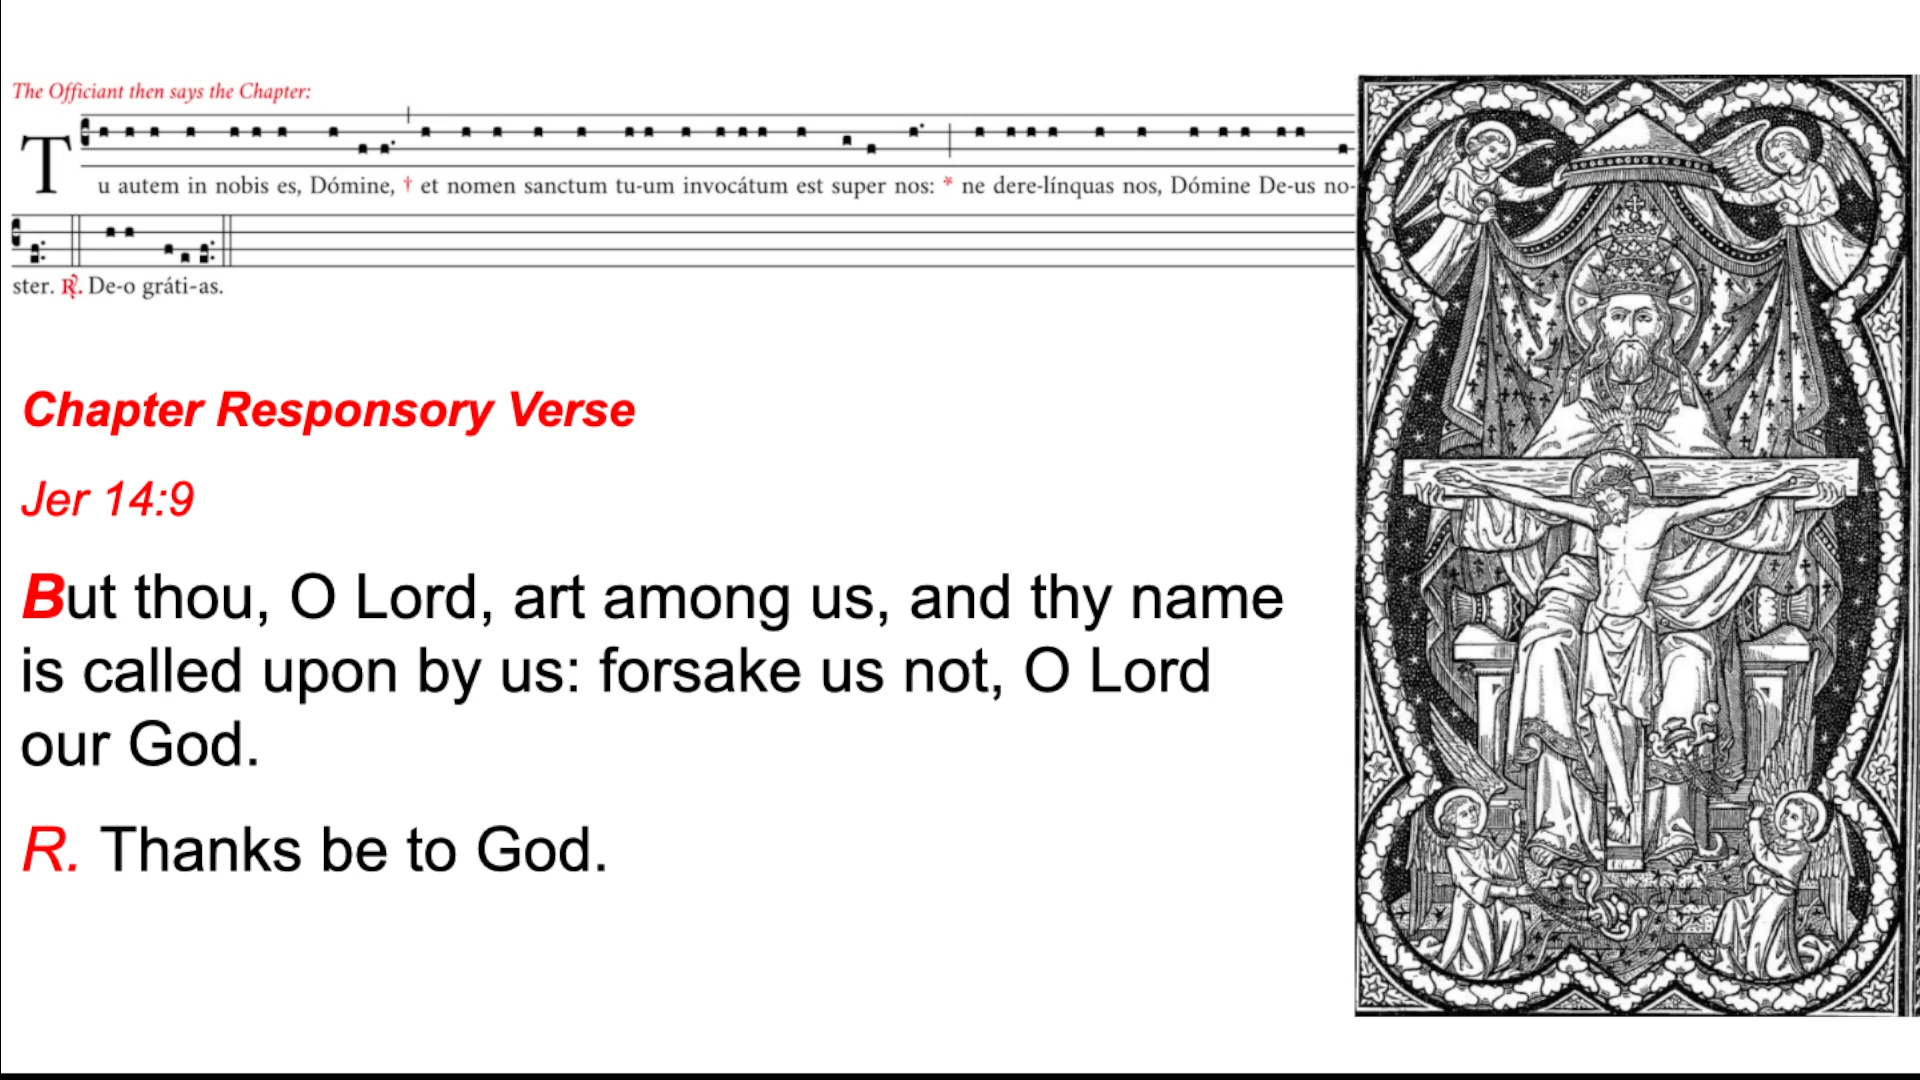 The Officiant then says the Chapter:
Tu autem in nobis es, Dómine, † et nomen sanctum tu-um invocátum est super nos: * ne dere-línquas nos, Dómine De-us no-
ster. ℟. De-o gráti-as.
Chapter Responsory Verse
Jer 14:9
But thou, O Lord, art among us, and thy name
is called upon by us: forsake us not, O Lord
our God.
R. Thanks be to God.